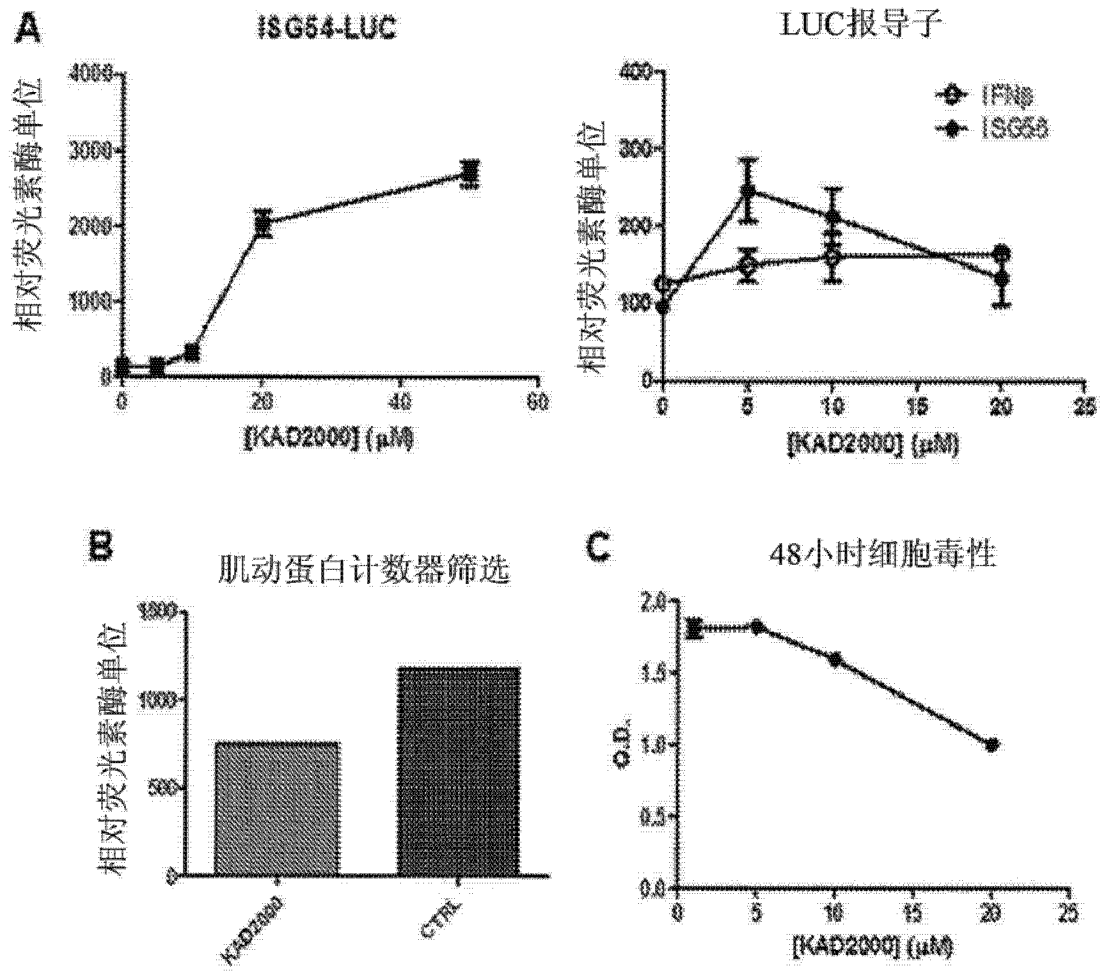 A
ISG54-LUC
相对荧光素酶单位
4000
3000
2000
1000
0
0
20
40
60
[KAD2000] (μM)
LUC报导子
相对荧光素酶单位
400
300
200
100
0
IFNβ
ISG56
0
5
10
15
20
25
[KAD2000] (μM)
B
肌动蛋白计数器筛选
相对荧光素酶单位
1500
1000
500
0
KAD2000
CTRL
C
48小时细胞毒性
O.D.
2.0
1.5
1.0
0.5
0.0
0
5
10
15
20
25
[KAD2000] (μM)